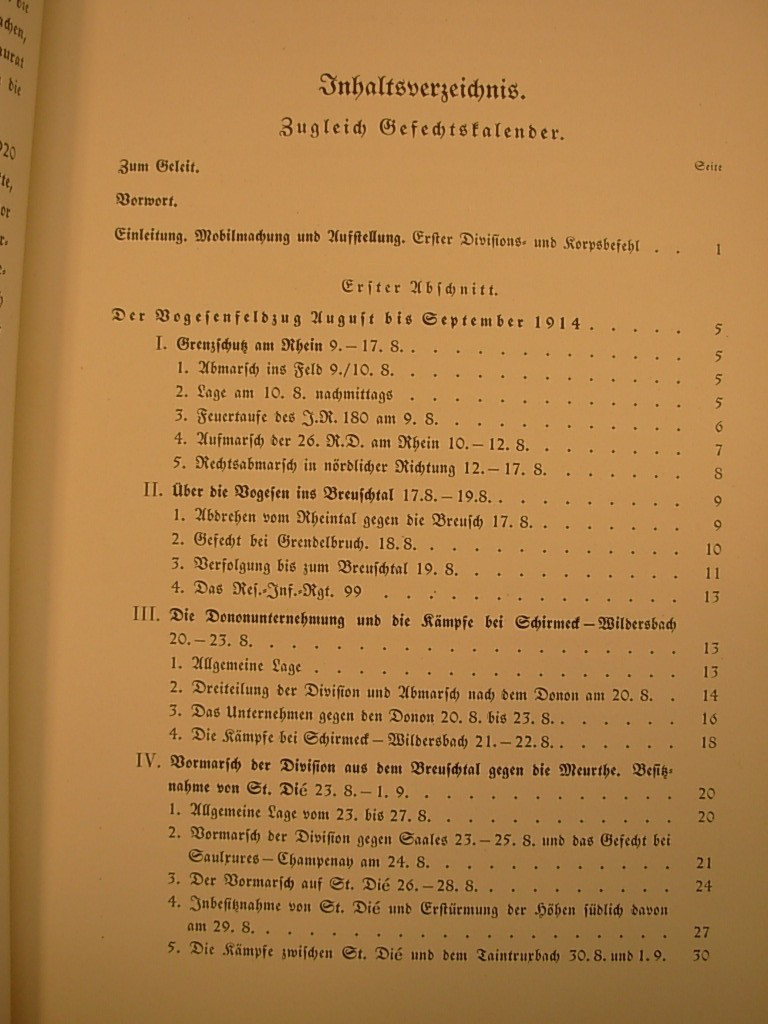 die
achen,
aurat
die
920
te,
or
r-
e-
Inhaltsverzeichnis.
Zugleich Gefechtskalender.
Zum Geleit. Seite
Vorwort.
Einleitung. Mobilmachung und Aufstellung. Erster Divisions- und Korpsbefehl . . 1
Erster Abschnitt.
Der Vogesenfeldzug August bis September 1914 . . . . . 5
I. Grenzschutz am Rhein 9.–17. 8. . . . . . . . . . . . 5
1. Abmarsch ins Feld 9./10. 8. . . . . . . . . . . . 5
2. Lage am 10. 8. nachmittags . . . . . . . . . . . 5
3. Feuertaufe des J.R. 180 am 9. 8. . . . . . . . . . 6
4. Aufmarsch der 26. R.D. am Rhein 10.–12. 8. . . . . . . 7
5. Rechtsabmarsch in nördlicher Richtung 12.–17. 8. . . . . . 8
II. Über die Vogesen ins Breuschtal 17.8.–19.8. . . . . . . . . 9
1. Abdrehen vom Rheintal gegen die Breusch 17. 8. . . . . . . 9
2. Gefecht bei Grendelbruch. 18. 8. . . . . . . . . . . 10
3. Verfolgung bis zum Breuschtal 19. 8. . . . . . . . . . 11
4. Das Res.-Inf.-Rgt. 99 . . . . . . . . . . . 13
III. Die Dononunternehmung und die Kämpfe bei Schirmeck–Wildersbach
20.–23. 8. . . . . . . . . . . . . . . . . . 13
1. Allgemeine Lage . . . . . . . . . . . . . . 13
2. Dreiteilung der Division und Abmarsch nach dem Donon am 20. 8. . 14
3. Das Unternehmen gegen den Donon 20. 8. bis 23. 8. . . . . . 16
4. Die Kämpfe bei Schirmeck–Wildersbach 21.–22. 8. . . . . . 18
IV. Vormarsch der Division aus dem Breuschtal gegen die Meurthe. Besitz-
nahme von St. Dié 23. 8.–1. 9. . . . . . . . . . . . 20
1. Allgemeine Lage vom 23. bis 27. 8. . . . . . . . . . . 20
2. Vormarsch der Division gegen Saales 23.–25. 8. und das Gefecht bei
Saulxures–Champenay am 24. 8. . . . . . . . . . . 21
3. Der Vormarsch auf St. Dié 26.–28. 8. . . . . . . . . 24
4. Inbesitznahme von St. Dié und Erstürmung der Höhen südlich davon
am 29. 8. . . . . . . . . . . . . . . . . . 27
5. Die Kämpfe zwischen St. Dié und dem Taintruxbach 30. 8. und 1. 9. 30